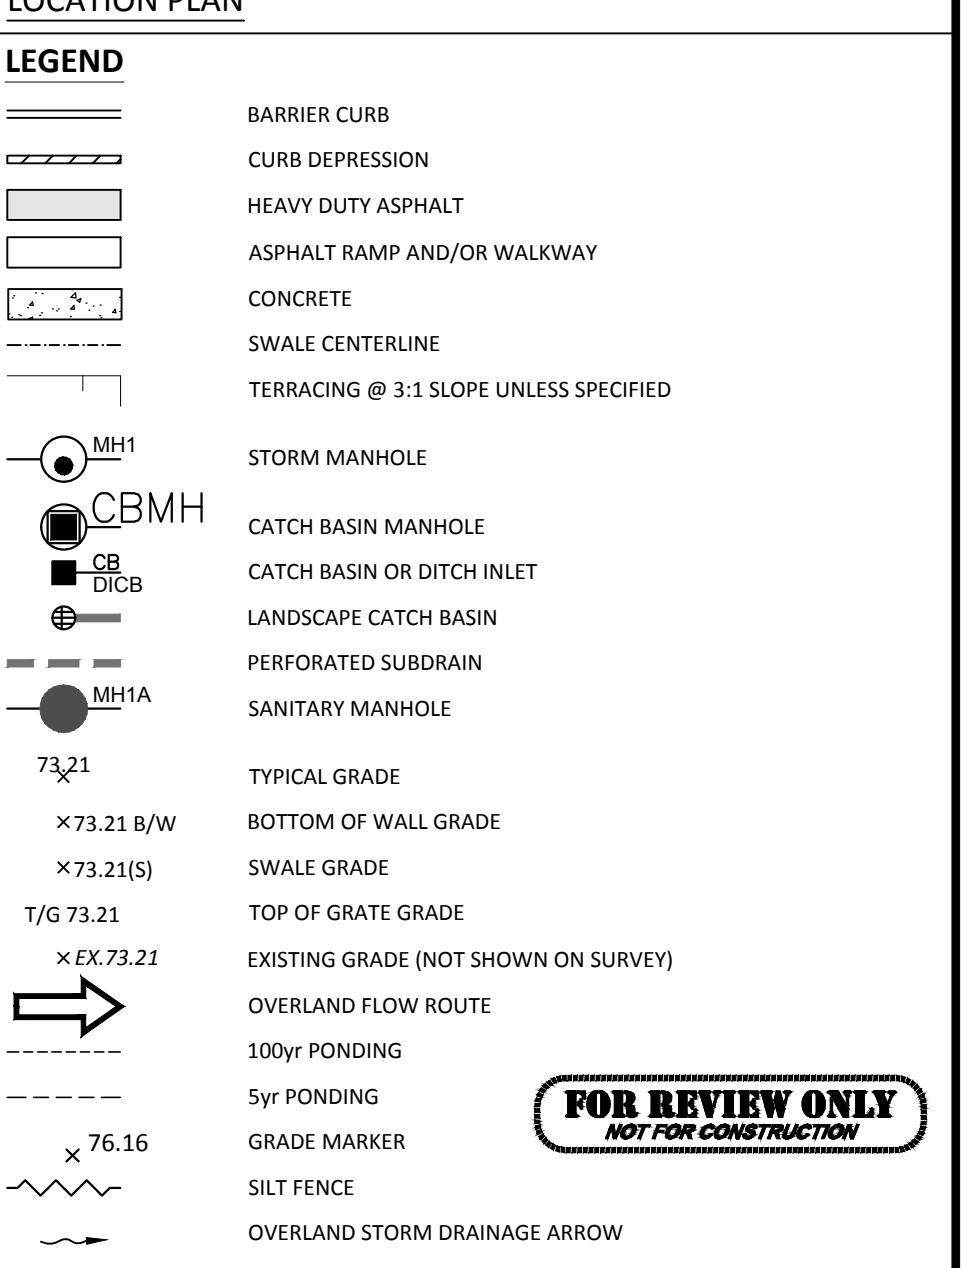 LOCATION PLAN
LEGEND
BARRIER CURB
CURB DEPRESSION
HEAVY DUTY ASPHALT
ASPHALT RAMP AND/OR WALKWAY
CONCRETE
SWALE CENTERLINE
TERRACING @ 3:1 SLOPE UNLESS SPECIFIED
MH1 STORM MANHOLE
CBMH CATCH BASIN MANHOLE
CB
DICB CATCH BASIN OR DITCH INLET
LANDSCAPE CATCH BASIN
PERFORATED SUBDRAIN
MH1A SANITARY MANHOLE
73.21 TYPICAL GRADE
×73.21 B/W BOTTOM OF WALL GRADE
×73.21(S) SWALE GRADE
T/G 73.21 TOP OF GRATE GRADE
×EX.73.21 EXISTING GRADE (NOT SHOWN ON SURVEY)
OVERLAND FLOW ROUTE
100yr PONDING
5yr PONDING
× 76.16 GRADE MARKER
SILT FENCE
OVERLAND STORM DRAINAGE ARROW
FOR REVIEW ONLY
NOT FOR CONSTRUCTION